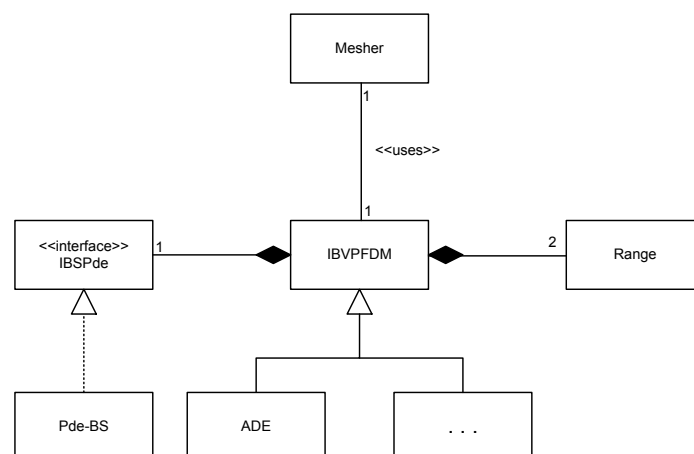 Mesher
1
<<uses>>
1
<<interface>>
IBSPde
1
IBVPFDM
2
Range
Pde-BS
ADE
. . .